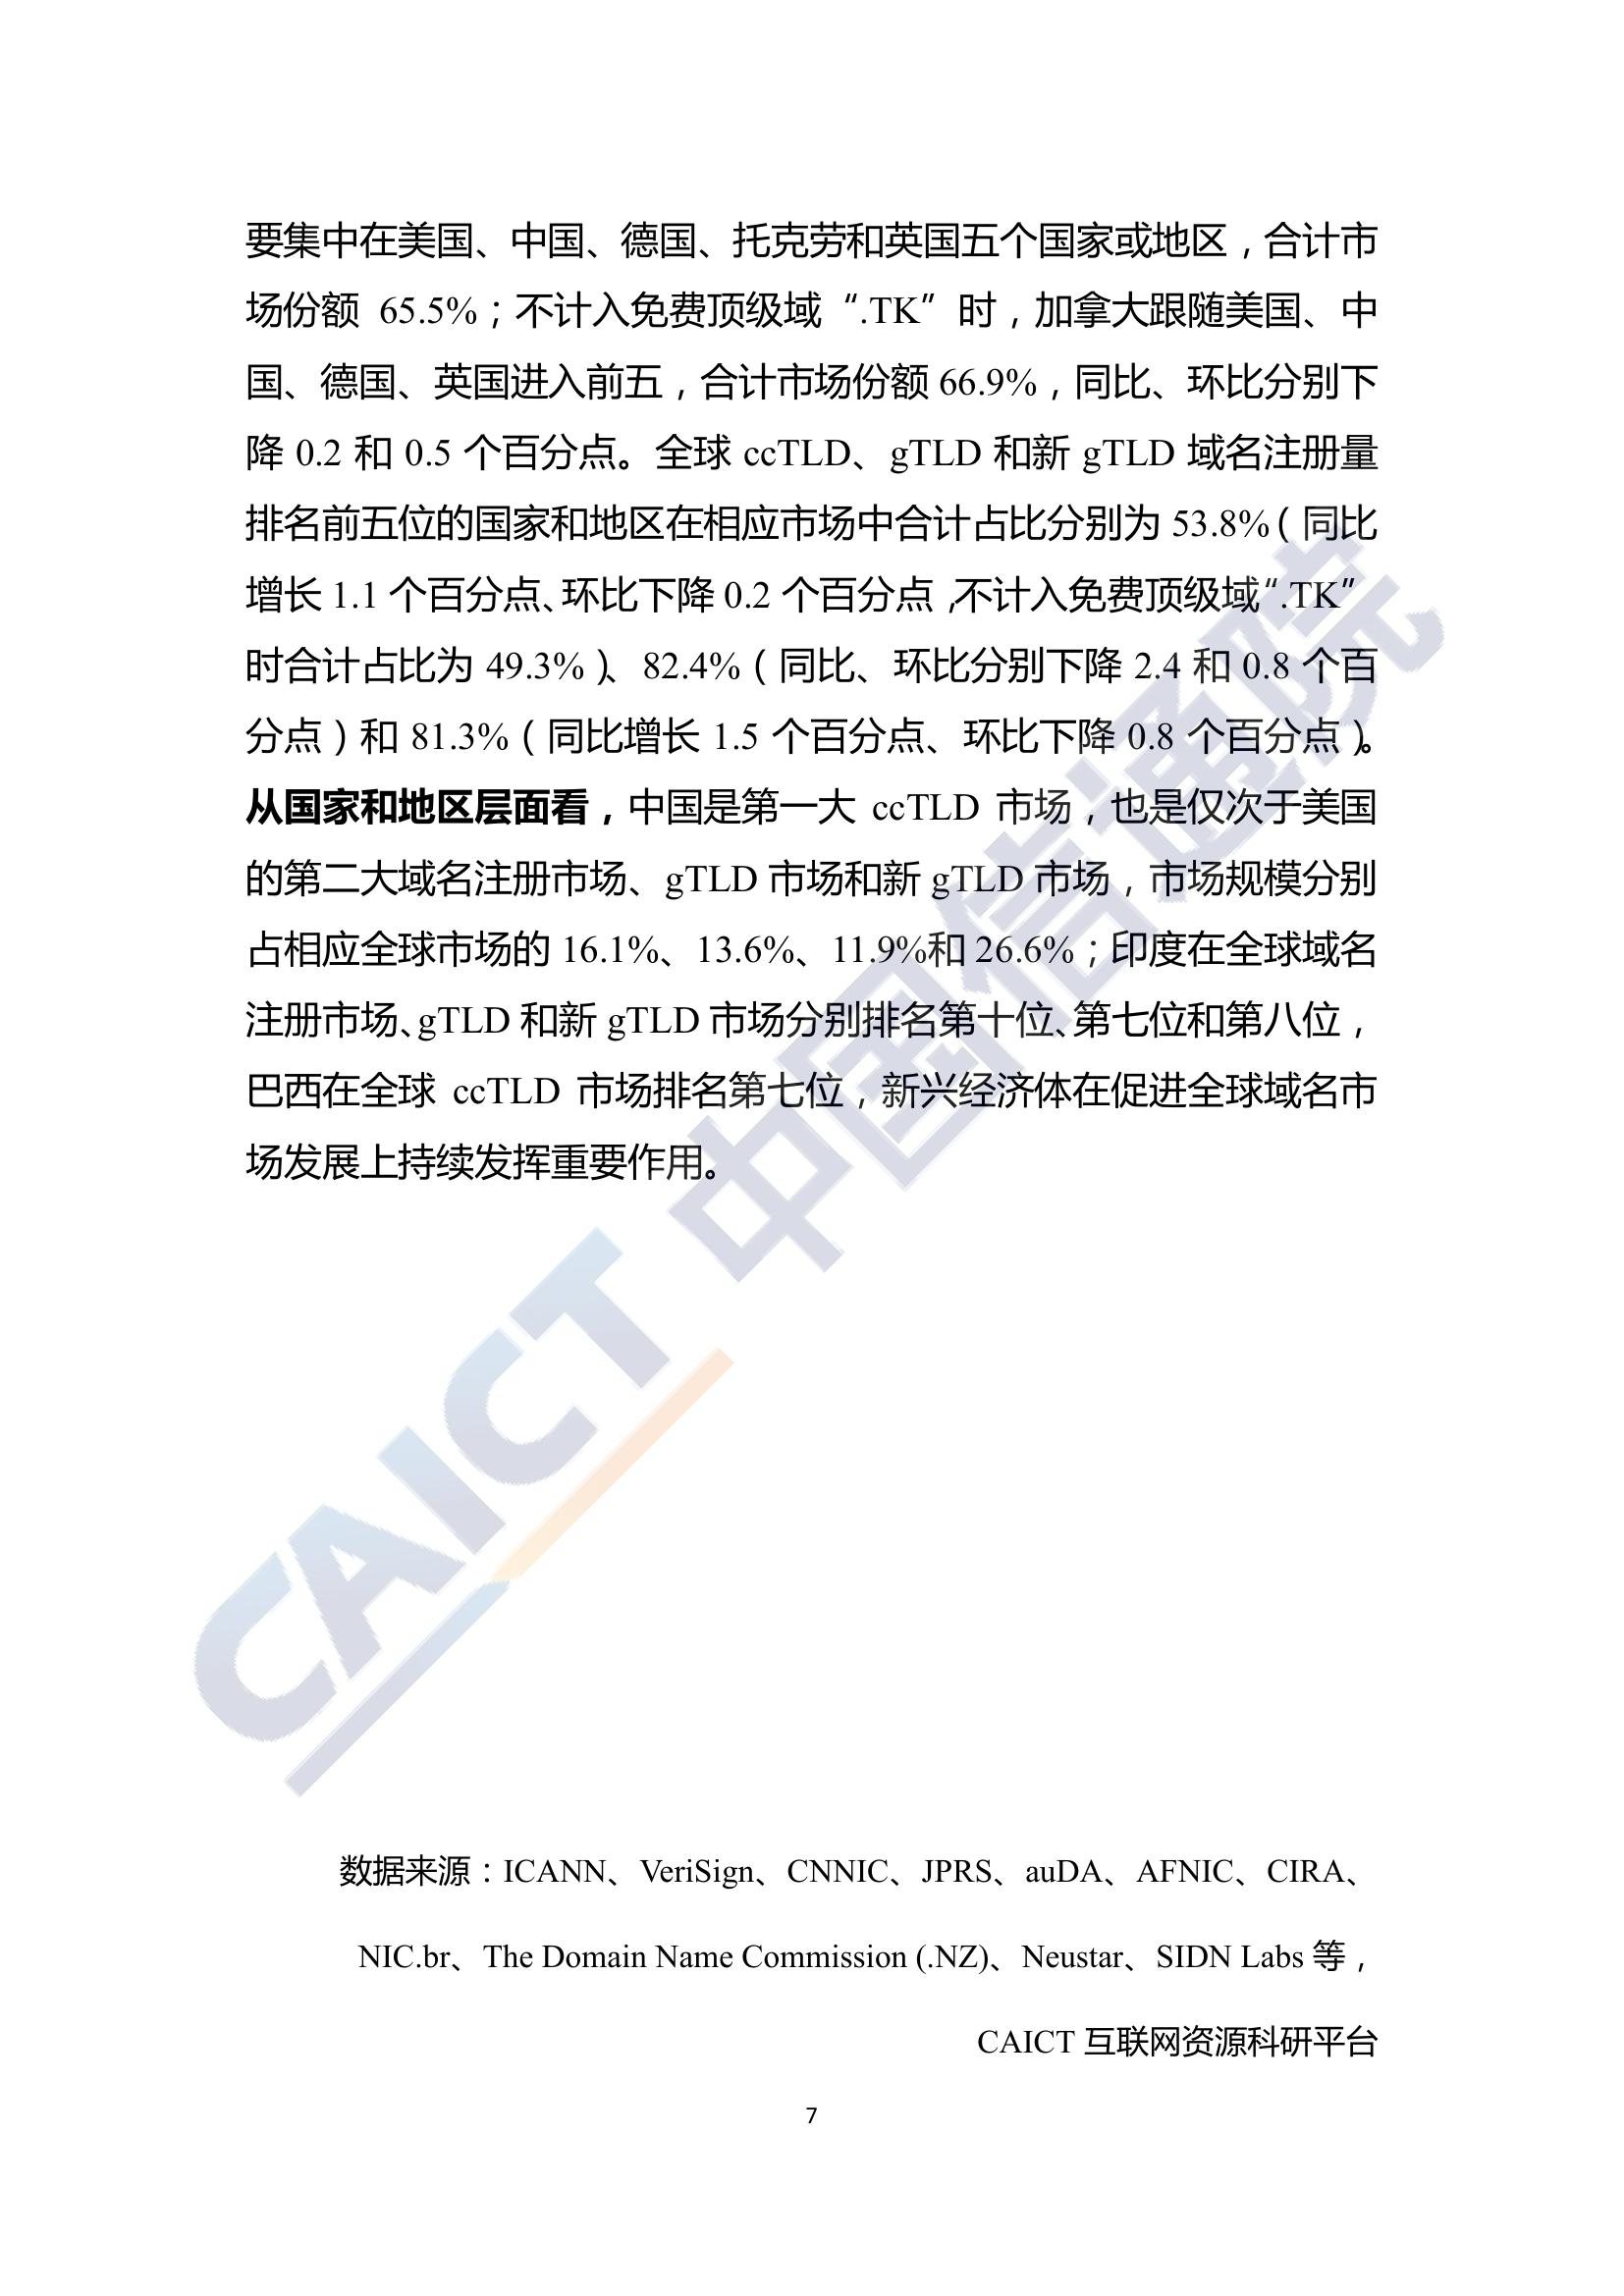 要集中在美国、中国、德国、托克劳和英国五个国家或地区，合计市
场份额 65.5%；不计入免费顶级域“.TK”时，加拿大跟随美国、中
国、德国、英国进入前五，合计市场份额 66.9%，同比、环比分别下
降 0.2 和 0.5 个百分点。全球 ccTLD、gTLD 和新 gTLD 域名注册量
排名前五位的国家和地区在相应市场中合计占比分别为 53.8%（同比
增长 1.1 个百分点、环比下降 0.2 个百分点，不计入免费顶级域“.TK”
时合计占比为 49.3%）、82.4%（同比、环比分别下降 2.4 和 0.8 个百
分点）和 81.3%（同比增长 1.5 个百分点、环比下降 0.8 个百分点）。
从国家和地区层面看，中国是第一大 ccTLD 市场，也是仅次于美国
的第二大域名注册市场、gTLD 市场和新 gTLD 市场，市场规模分别
占相应全球市场的 16.1%、13.6%、11.9%和 26.6%；印度在全球域名
注册市场、gTLD 和新 gTLD 市场分别排名第十位、第七位和第八位，
巴西在全球 ccTLD 市场排名第七位，新兴经济体在促进全球域名市
场发展上持续发挥重要作用。
CAICT 中国信通院
数据来源：ICANN、VeriSign、CNNIC、JPRS、auDA、AFNIC、CIRA、
NIC.br、The Domain Name Commission (.NZ)、Neustar、SIDN Labs 等，
CAICT 互联网资源科研平台
7